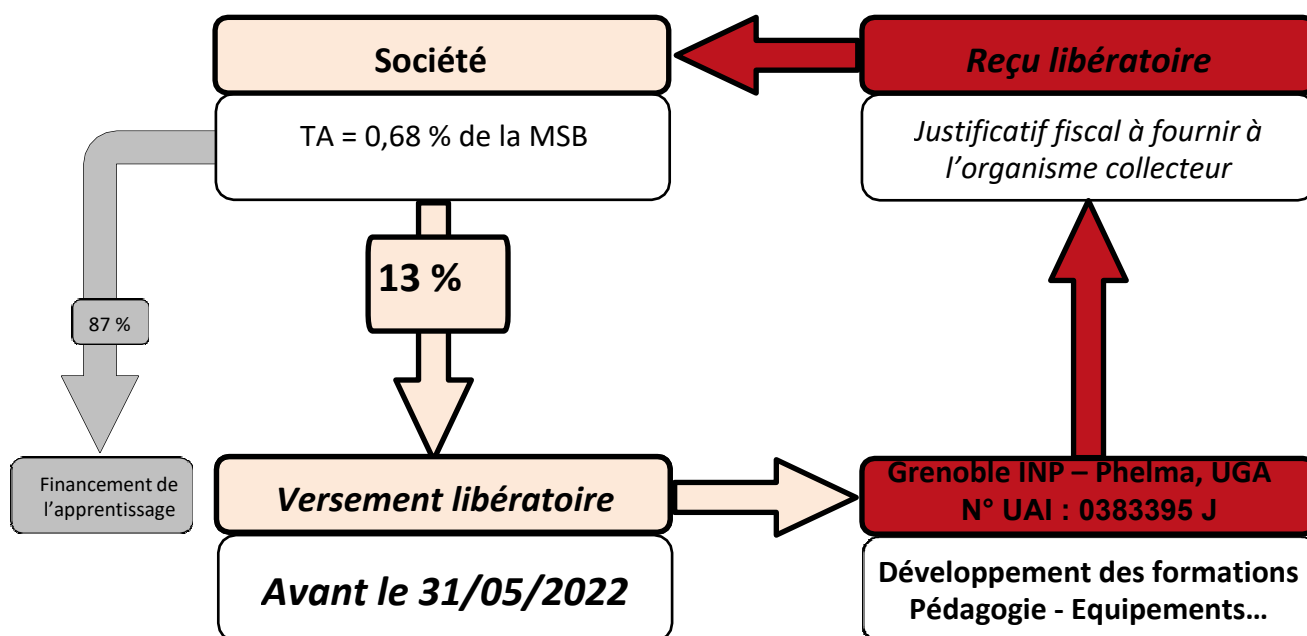 Société
TA = 0,68 % de la MSB
Reçu libératoire
Justificatif fiscal à fournir à
l’organisme collecteur
13 %
87 %
Financement de
l’apprentissage
Versement libératoire
Avant le 31/05/2022
Grenoble INP – Phelma, UGA
N° UAI : 0383395 J
Développement des formations
Pédagogie - Equipements…